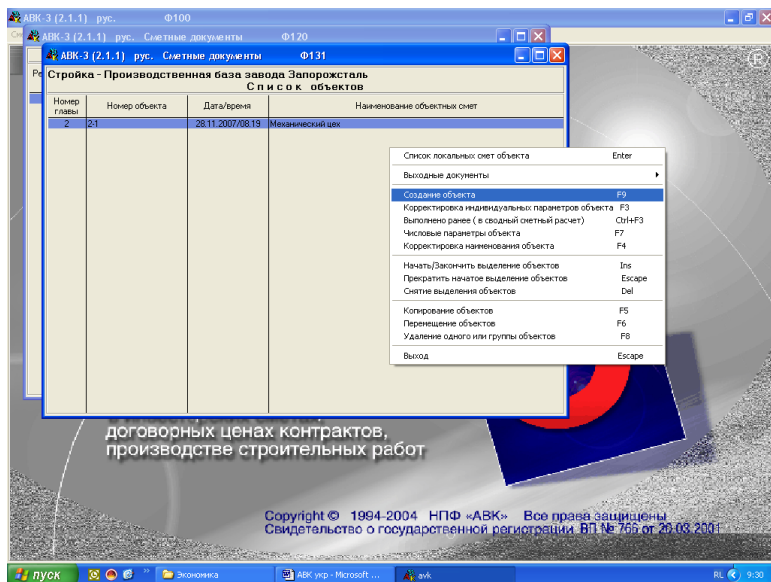 АВК-3 (2.1.1) рус. Ф100
АВК-3 (2.1.1) рус. Сметные документы Ф120
АВК-3 (2.1.1) рус. Сметные документы Ф131
Стройка - Производственная база завода Запорожсталь
Список объектов
Номер главы Номер объекта Дата/время Наименование объектных смет
2 2-1 28.11.2007/08.19 Механический цех
Список локальных смет объекта Enter
Выходные документы
Создание объекта F9
Корректировка индивидуальных параметров объекта F3
Выполнено ранее ( в сводный сметный расчет) Ctrl+F3
Числовые параметры объекта F7
Корректировка наименования объекта F4
Начать/Закончить выделение объектов Ins
Прекратить начатое выделение объектов Escape
Снятие выделения объектов Del
Копирование объектов F5
Перемещение объектов F6
Удаление одного или группы объектов F8
Выход Escape
договорных ценах контрактов,
производстве строительных работ
Copyright © 1994-2004 НПФ «АВК» Все права защищены
Свидетельство о государственной регистрации ВП № 766 от 20.03.2001
пуск Экономика АВК укр - Microsoft ... avk RL 9:30